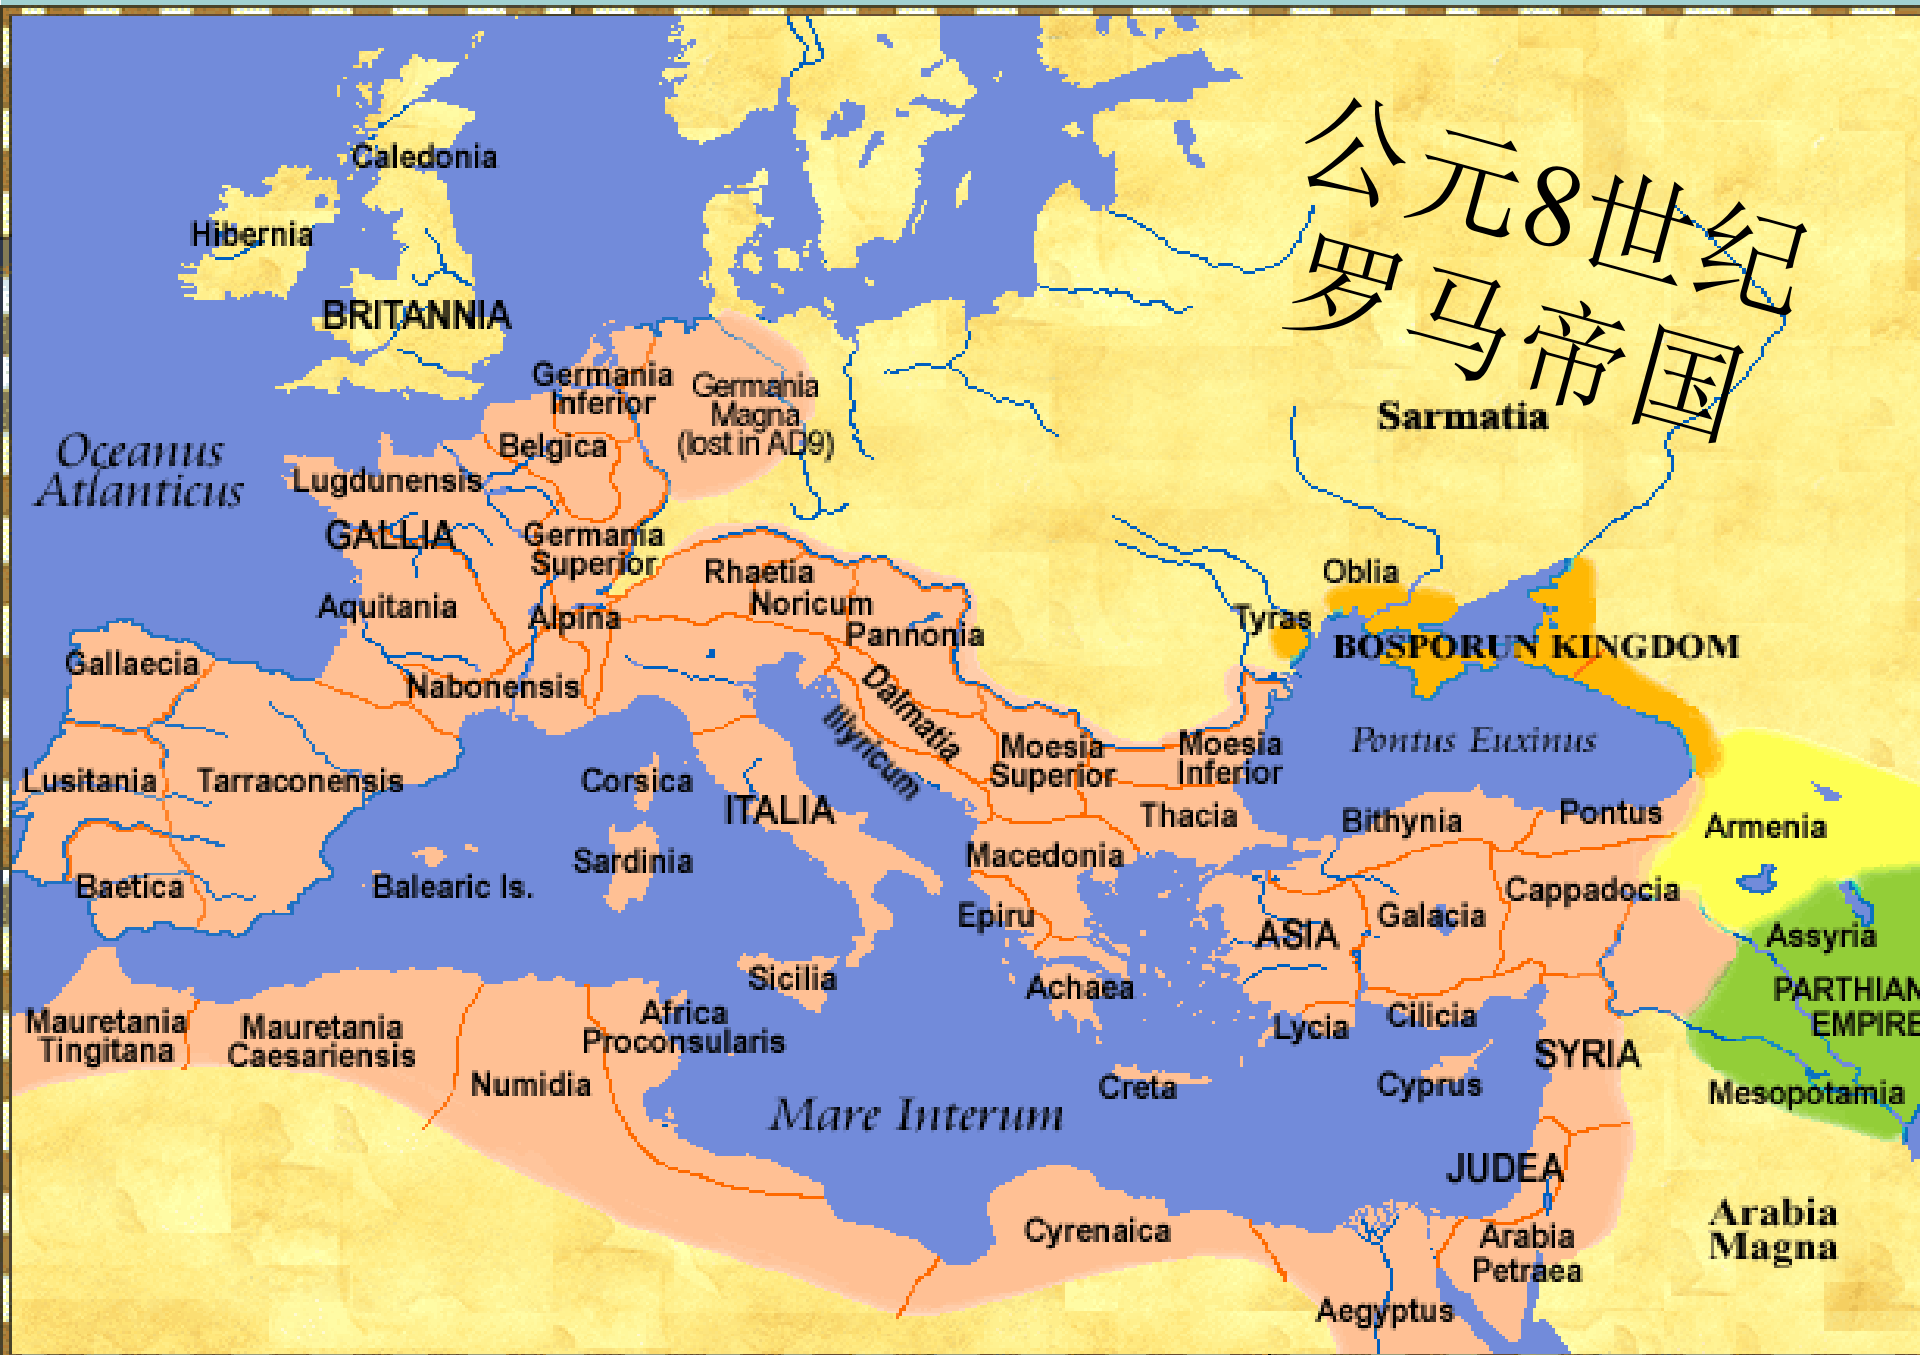 公元8世纪
罗马帝国
Caledonia
Hibernia
BRITANNIA
Germania
Inferior
Germania
Magna
(lost in AD9)
Sarmatia
Belgica
Oceanus
Atlanticus
Lugdunensis
GALLIA
Germania
Superior
Rhaetia
Noricum
Pannonia
Oblia
Tyras
BOSPORUN KINGDOM
Aquitania
Alpina
Gallaecia
Nabonensis
Dalmatia
Illyricum
Moesia
Superior
Moesia
Inferior
Pontus Euxinus
Lusitania
Tarraconensis
Corsica
ITALIA
Thacia
Bithynia
Pontus
Armenia
Sardinia
Macedonia
Baetica
Balearic Is.
Epiru
ASIA
Galacia
Cappadocia
Assyria
PARTHIAN
EMPIRE
Sicilia
Achaea
Lycia
Cilicia
Mauretania
Tingitana
Mauretania
Caesariensis
Africa
Proconsularis
Numidia
SYRIA
Creta
Cyprus
Mesopotamia
Mare Interum
JUDEA
Cyrenaica
Arabia
Petraea
Arabia
Magna
Aegyptus